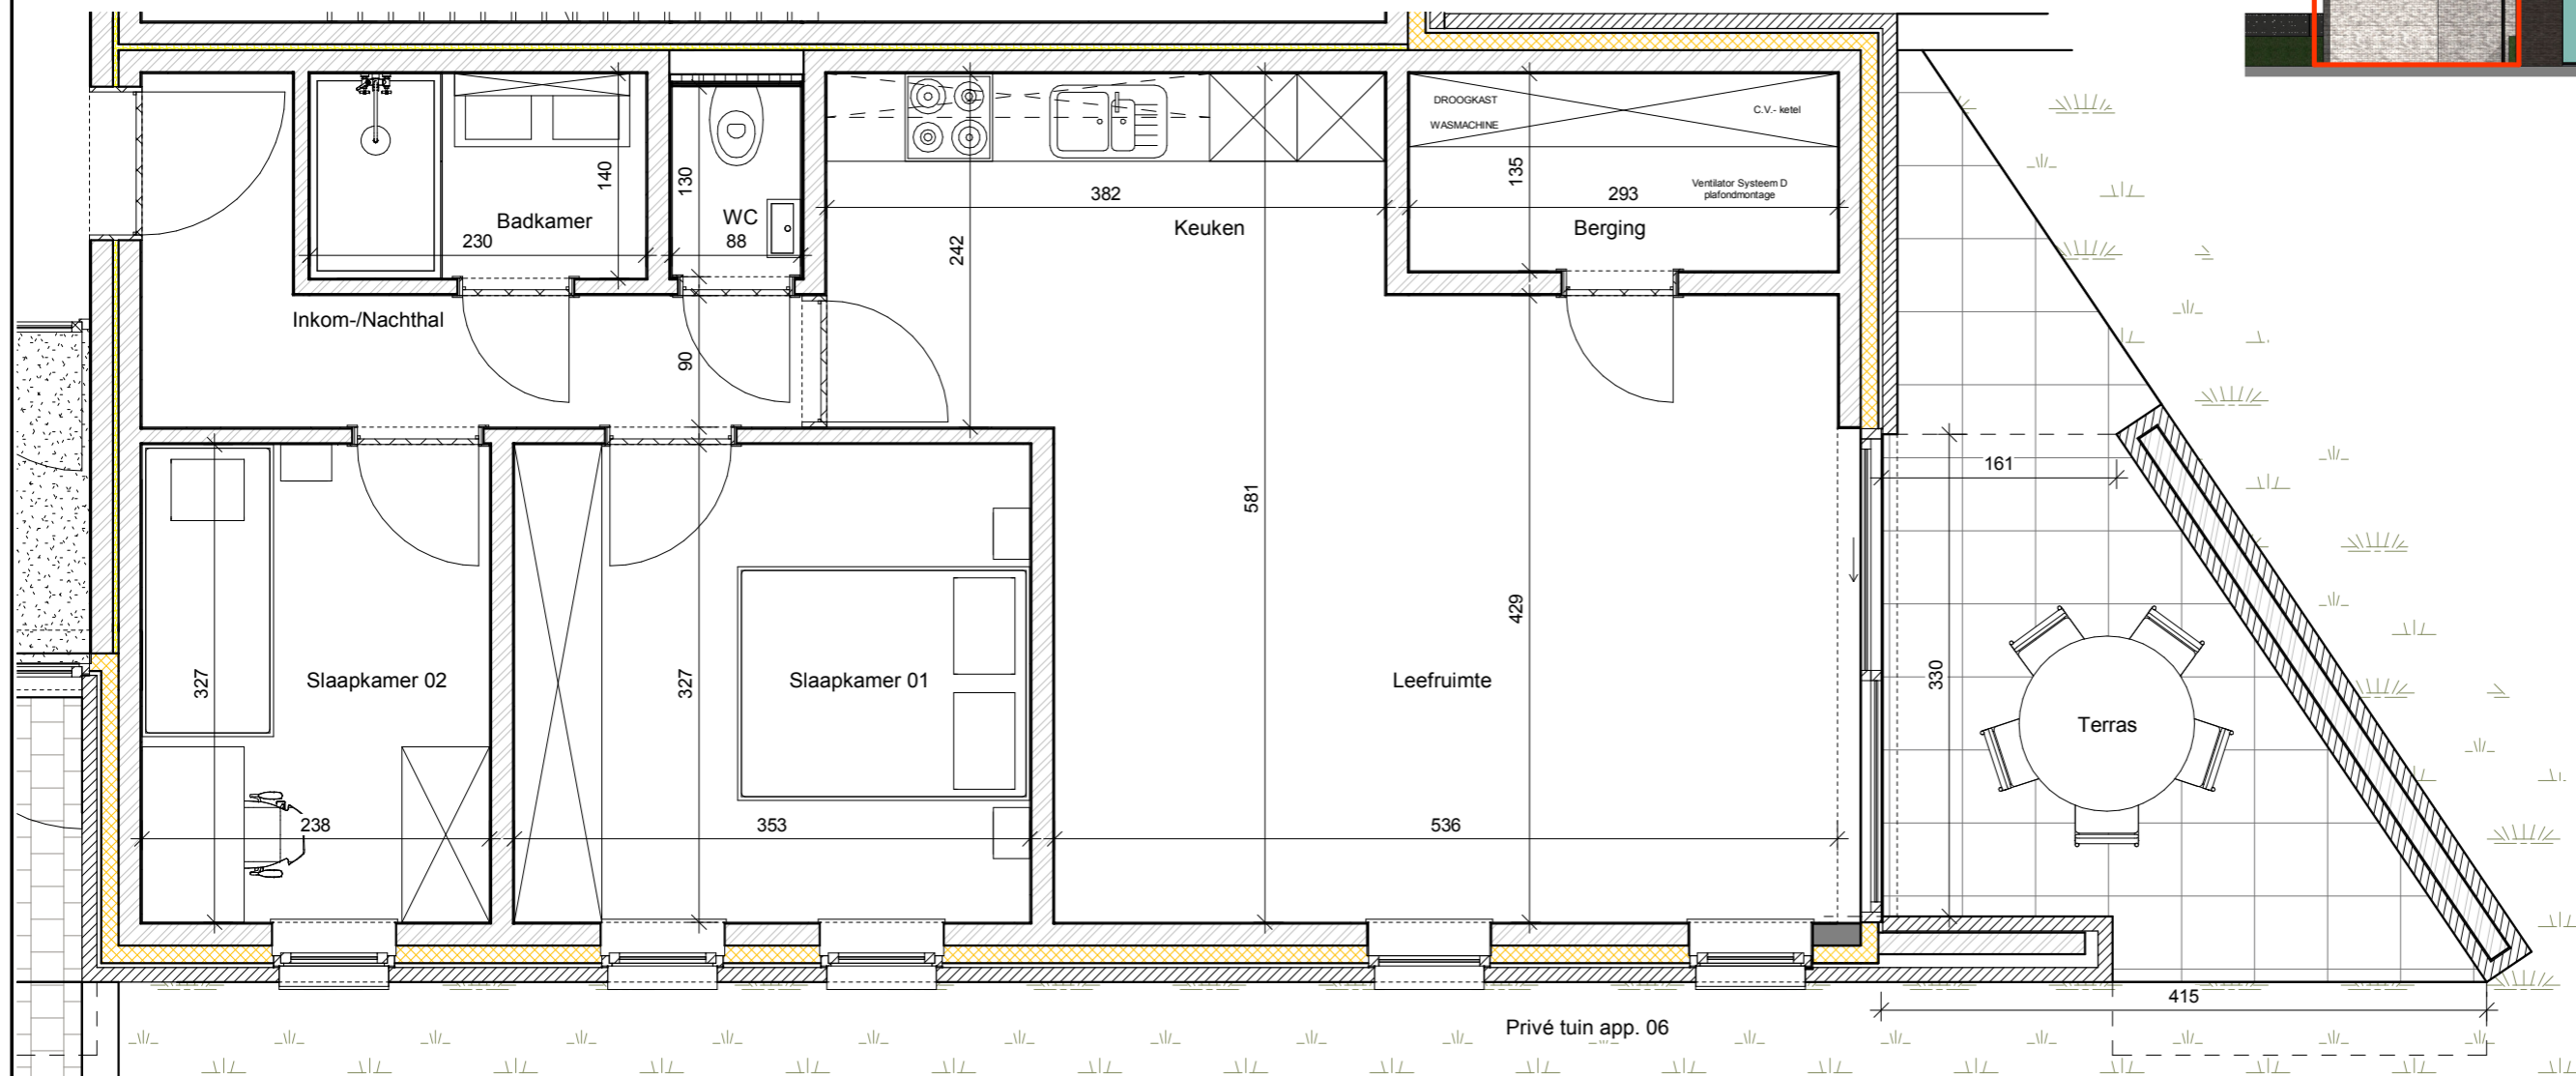 DROOGKAST
C.V.- ketel
WASMACHINE
140
130
135
Ventilator Systeem D
plafondmontage
382
293
WC
Badkamer
Keuken
Berging
230
88
242
Inkom-/Nachthal
90
161
581
429
327
Slaapkamer 02
327
Slaapkamer 01
Leefruimte
330
Terras
238
353
536
415
Privé tuin app. 06